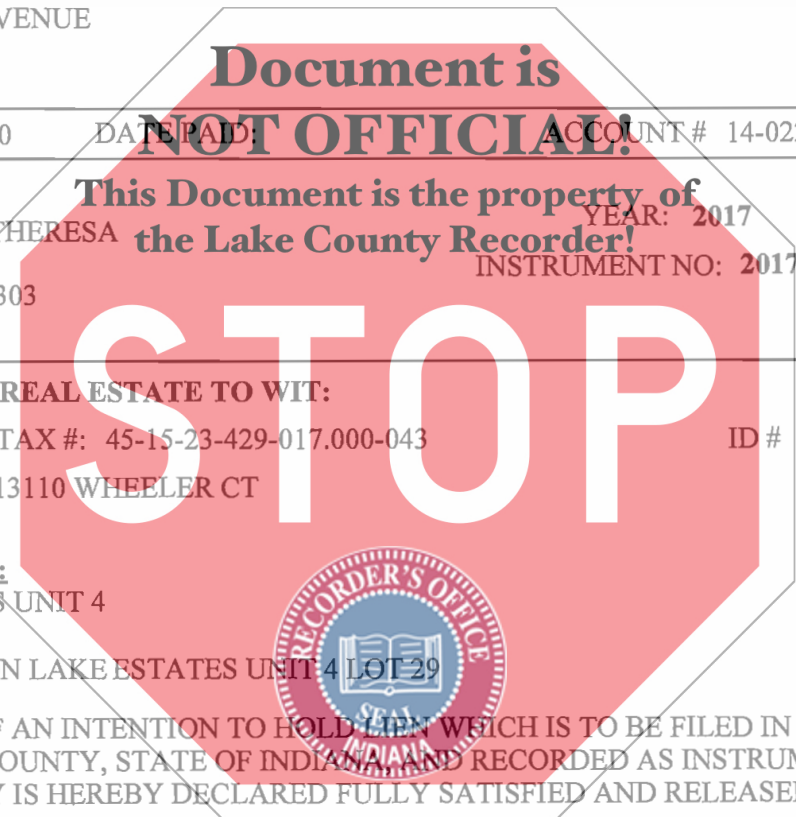 VENUE
Document is
0 DATE PAID: ACCOUNT # 14-02
NOT OFFICIAL!
This Document is the property of
YEAR: 2017
THERESA
the Lake County Recorder!
INSTRUMENT NO: 2017
303
STOP
REAL ESTATE TO WIT:
TAX #: 45-15-23-429-017.000-043 ID #
13110 WHEELER CT
:
S UNIT 4
RECORDER'S OFFICE
N LAKE ESTATES UNIT 4 LOT 29
SEAL
INDIANA
F AN INTENTION TO HOLD LIEN WHICH IS TO BE FILED IN
OUNTY, STATE OF INDIANA, AND RECORDED AS INSTRUM
Y IS HEREBY DECLARED FULLY SATISFIED AND RELEASE